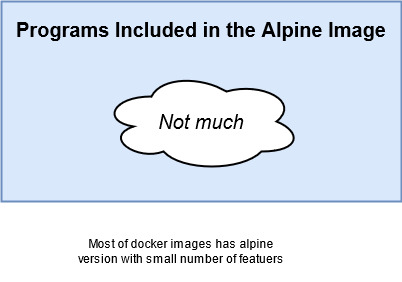 Programs Included in the Alpine Image
Not much
Most of docker images has alpine
version with small number of featuers